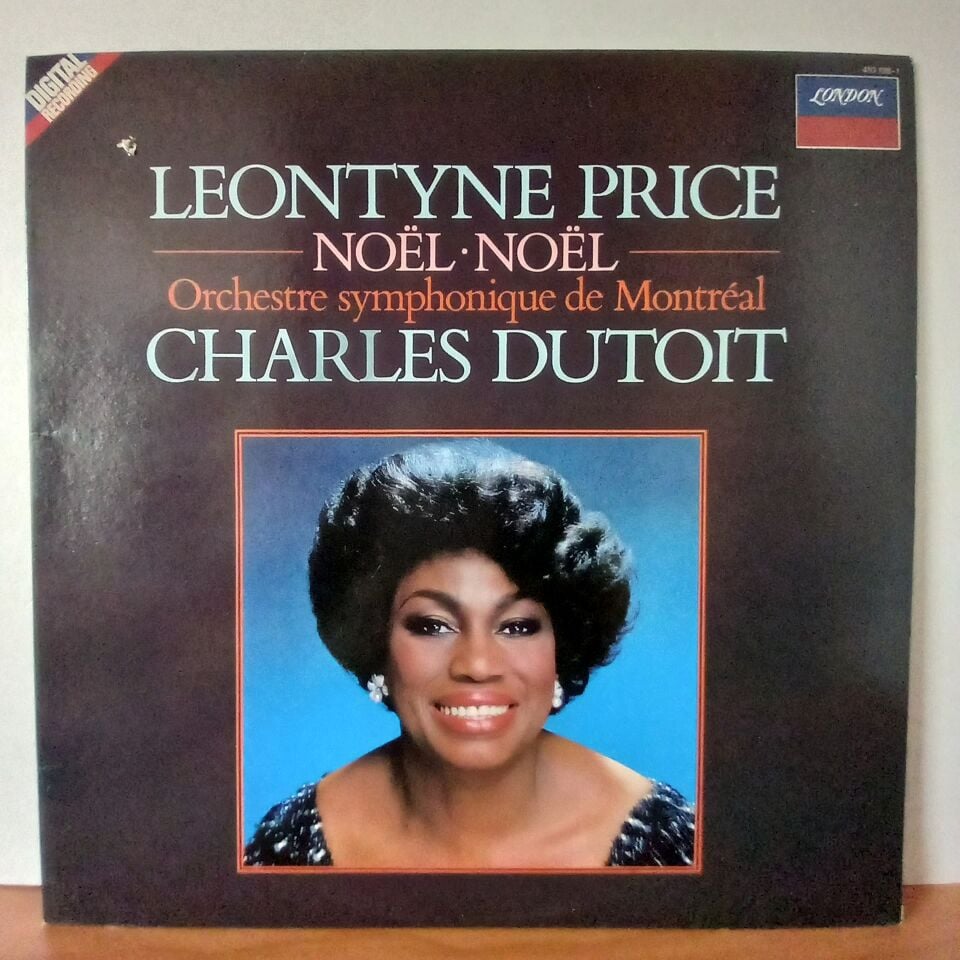 DIGITAL
RECORDING
LONDON
LEONTYNE PRICE
NOËL · NOËL
Orchestre symphonique de Montréal
CHARLES DUTOIT